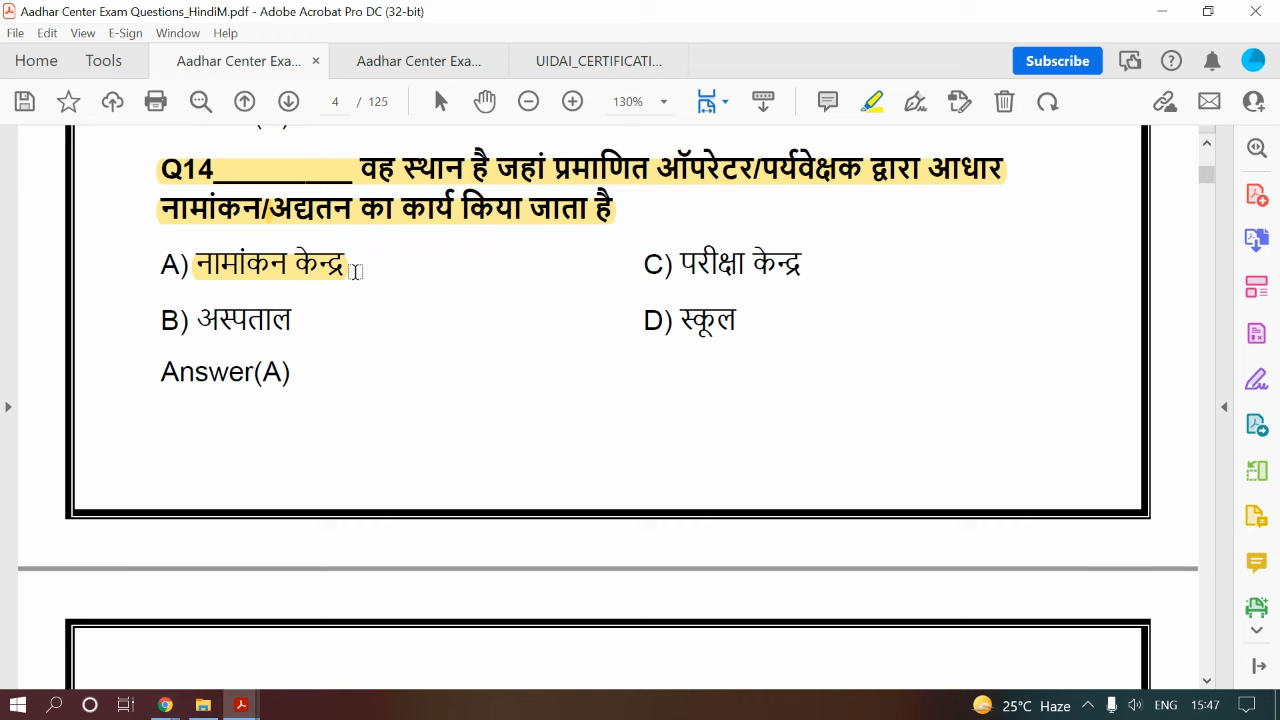 Aadhar Center Exam Questions_HindiM.pdf - Adobe Acrobat Pro DC (32-bit)
File Edit View E-Sign Window Help
Home Tools Aadhar Center Exa... × Aadhar Center Exa... UIDAI_CERTIFICATI... Subscribe
4 / 125 130%
Q14_________ वह स्थान है जहां प्रमाणित ऑपरेटर/पर्यवेक्षक द्वारा आधार
नामांकन/अद्यतन का कार्य किया जाता है
A) नामांकन केन्द्र C) परीक्षा केन्द्र
B) अस्पताल D) स्कूल
Answer(A)
25°C Haze ENG 15:47